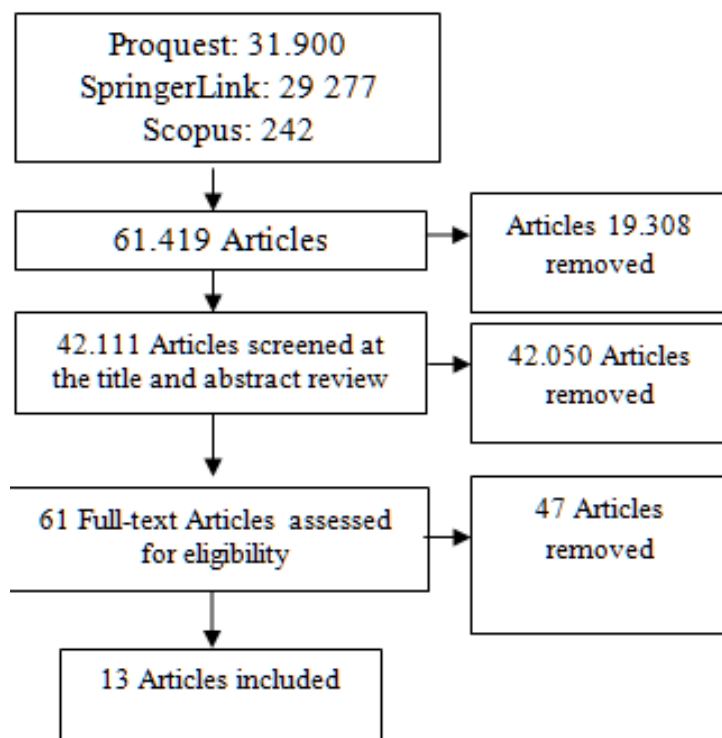 Proquest: 31.900
SpringerLink: 29 277
Scopus: 242
61.419 Articles
Articles 19.308
removed
42.111 Articles screened at
the title and abstract review
42.050 Articles
removed
61 Full-text Articles assessed
for eligibility
47 Articles
removed
13 Articles included